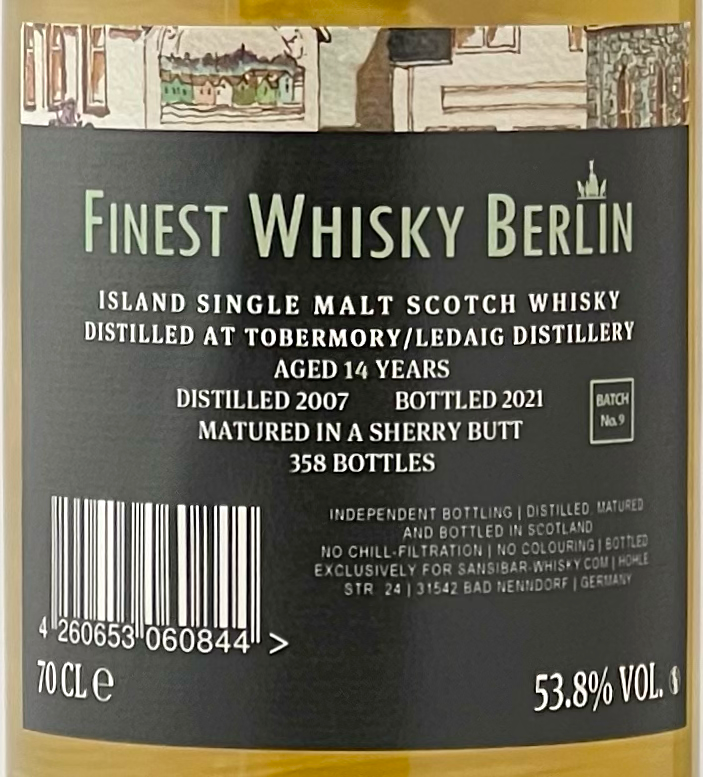 FINEST WHISKY BERLIN
ISLAND SINGLE MALT SCOTCH WHISKY
DISTILLED AT TOBERMORY/LEDAIG DISTILLERY
AGED 14 YEARS
DISTILLED 2007 BOTTLED 2021
MATURED IN A SHERRY BUTT
358 BOTTLES
BATCH
No. 9
INDEPENDENT BOTTLING | DISTILLED, MATURED
AND BOTTLED IN SCOTLAND
NO CHILL-FILTRATION | NO COLOURING | BOTTLED
EXCLUSIVELY FOR SANSIBAR-WHISKY.COM | HOHLE
STR. 24 | 31542 BAD NENNDORF | GERMANY
4 260653 060844 >
70 CL e
53.8% VOL.